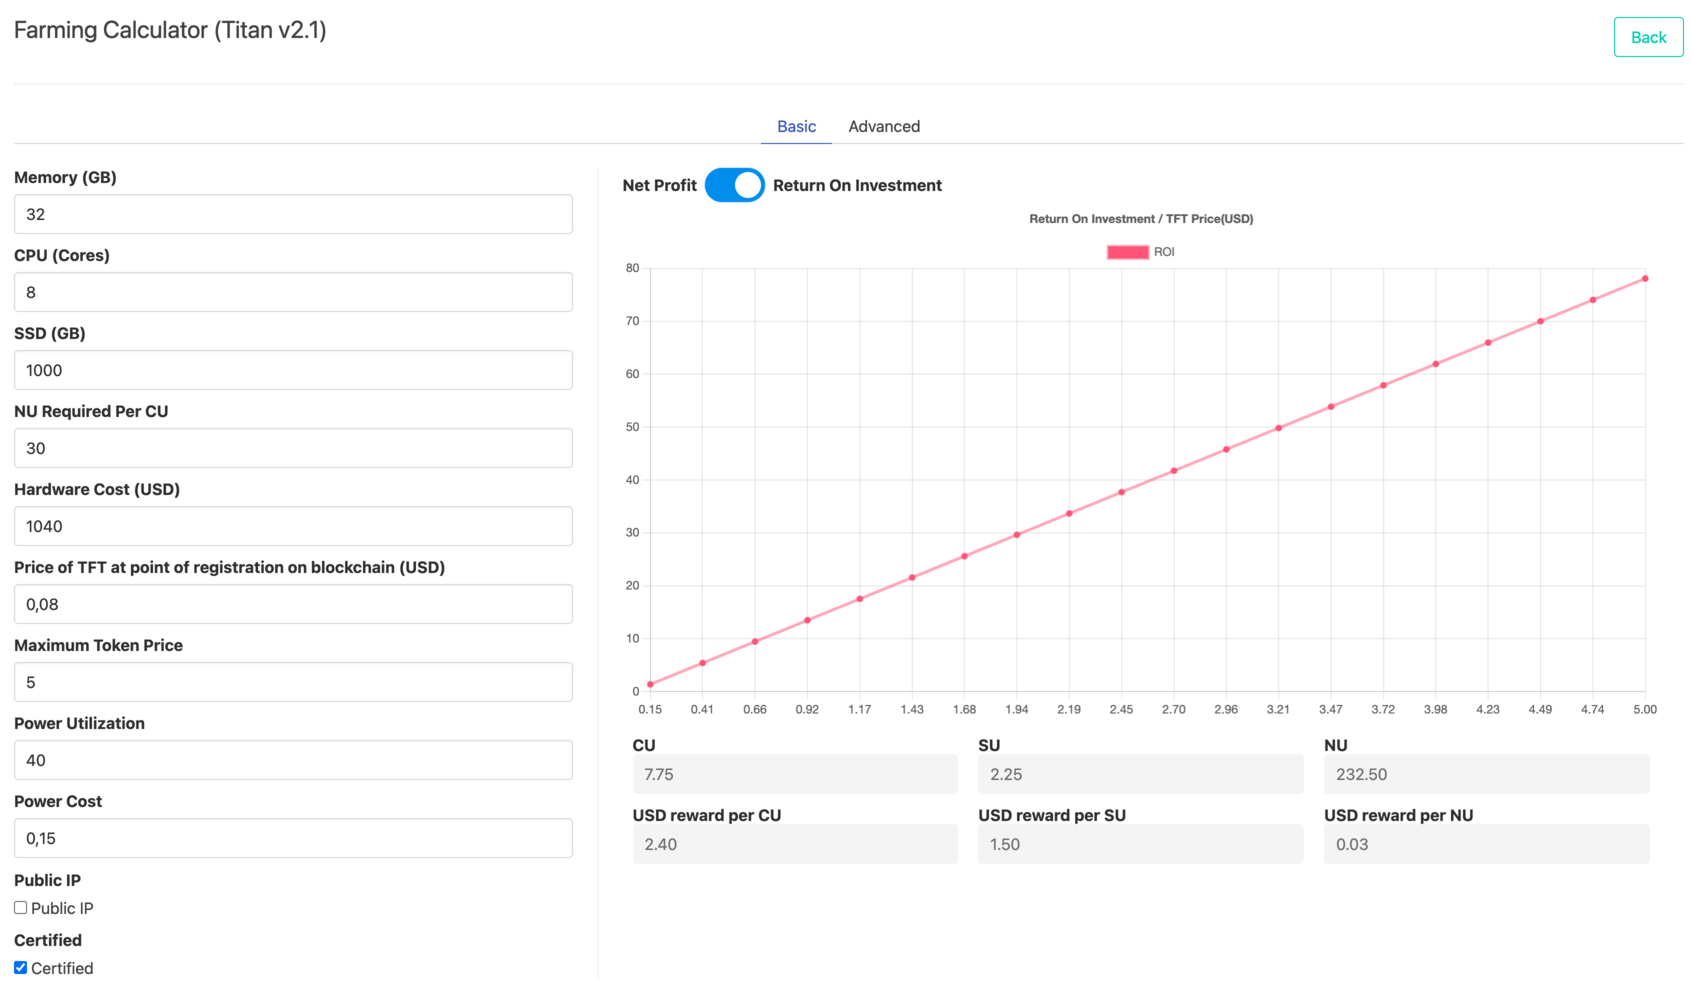 Farming Calculator (Titan v2.1)
Back
Basic
Advanced
Memory (GB)
32
CPU (Cores)
8
SSD (GB)
1000
NU Required Per CU
30
Hardware Cost (USD)
1040
Price of TFT at point of registration on blockchain (USD)
0,08
Maximum Token Price
5
Power Utilization
40
Power Cost
0,15
Public IP
Public IP
Certified
Certified
Net Profit
Return On Investment
Return On Investment / TFT Price(USD)
ROI
80
70
60
50
40
30
20
10
0
0.15 0.41 0.66 0.92 1.17 1.43 1.68 1.94 2.19 2.45 2.70 2.96 3.21 3.47 3.72 3.98 4.23 4.49 4.74 5.00
CU
7.75
SU
2.25
NU
232.50
USD reward per CU
2.40
USD reward per SU
1.50
USD reward per NU
0.03